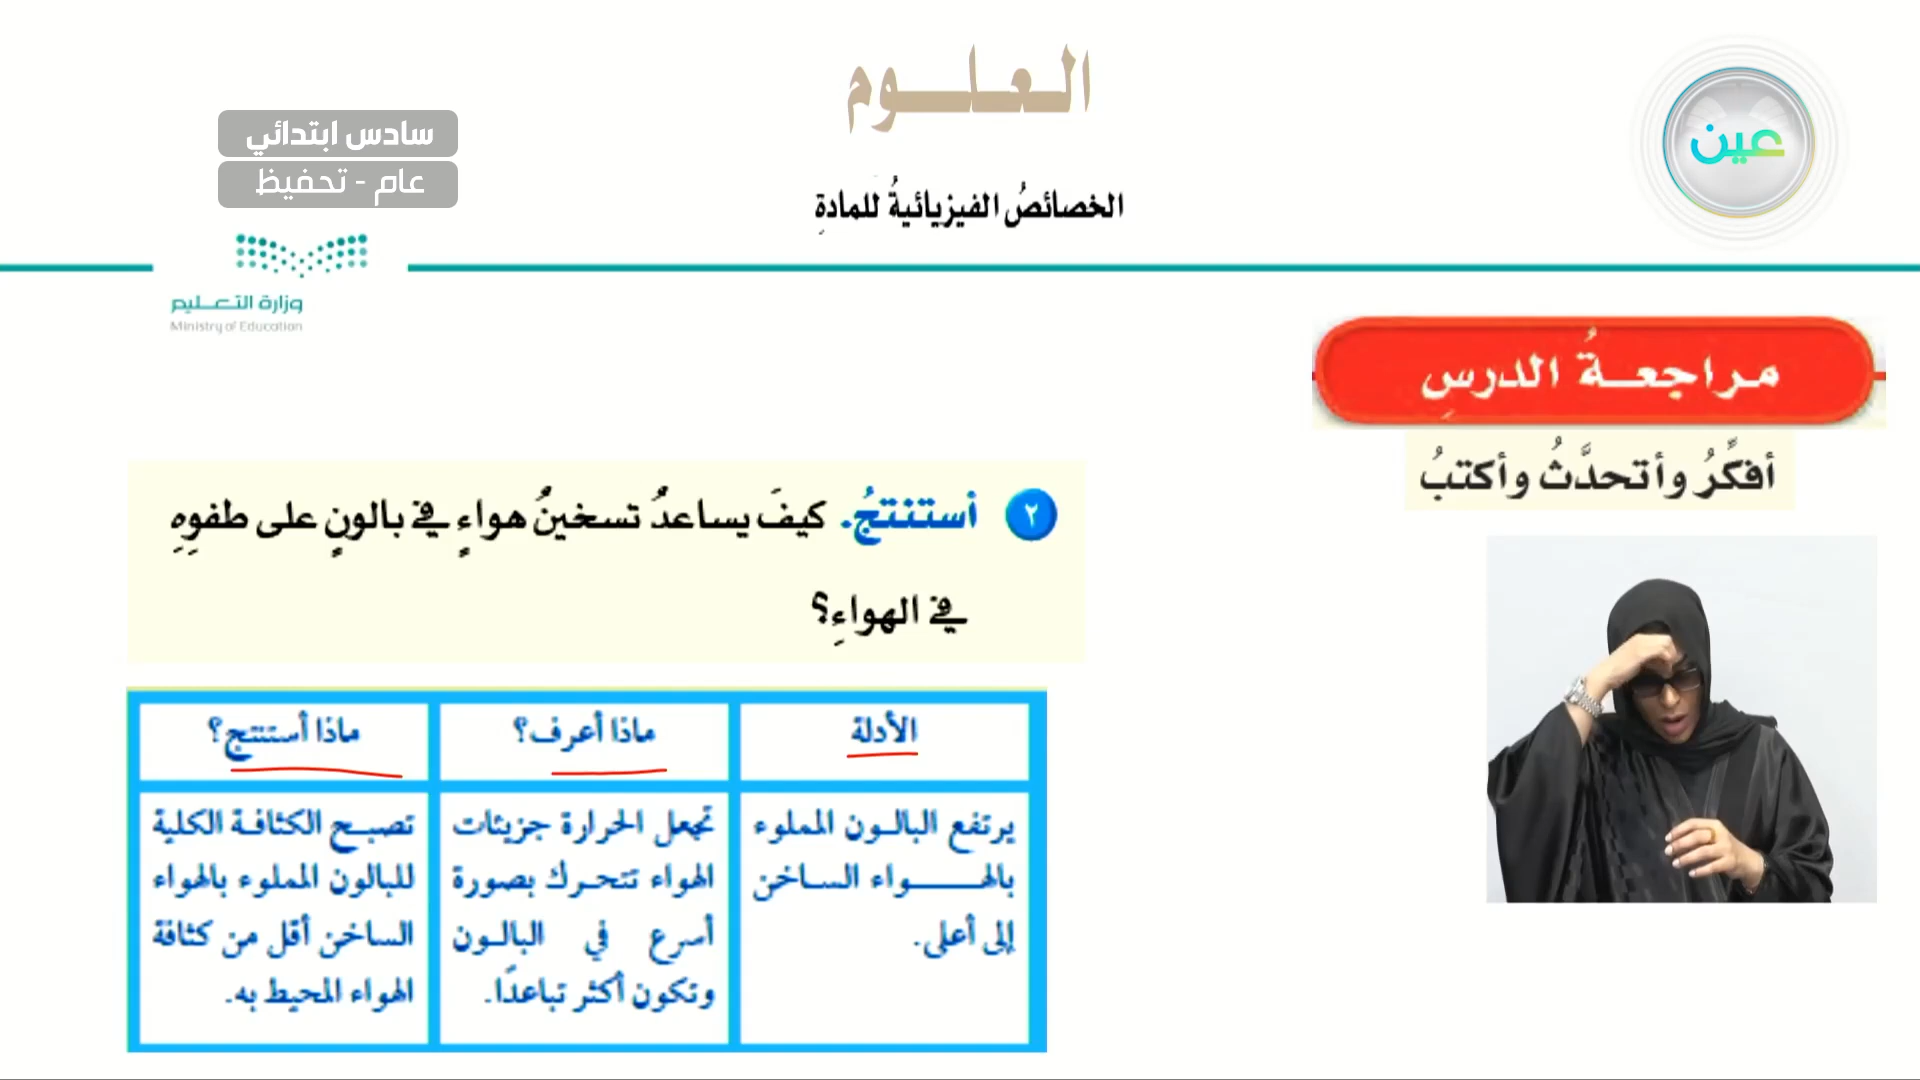 العلوم
عين
سادس ابتدائي
عام - تحفيظ
الخصائصُ الفيزيائيةُ للمادةِ
وزارة التعليم
Ministry of Education
مراجعةُ الدرسِ
أفكِّرُ وأتحدَّثُ وأكتبُ
٢ أستنتجُ. كيفَ يساعدُ تسخينُ هواءٍ في بالونٍ على طفوِهِ
في الهواءِ؟
الأدلة
ماذا أعرف؟
ماذا أستنتج؟
يرتفع البالون المملوء
بالهواء الساخن
إلى أعلى.
تجعل الحرارة جزيئات
الهواء تتحرك بصورة
أسرع في البالون
وتكون أكثر تباعدًا.
تصبح الكثافة الكلية
للبالون المملوء بالهواء
الساخن أقل من كثافة
الهواء المحيط به.